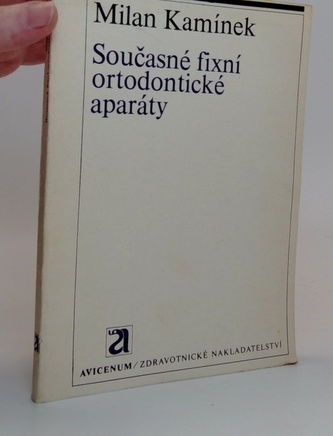 Milan Kamínek
Současné fixní
ortodontické
aparáty
AVICENUM/ZDRAVOTNICKÉ NAKLADATELSTVÍ